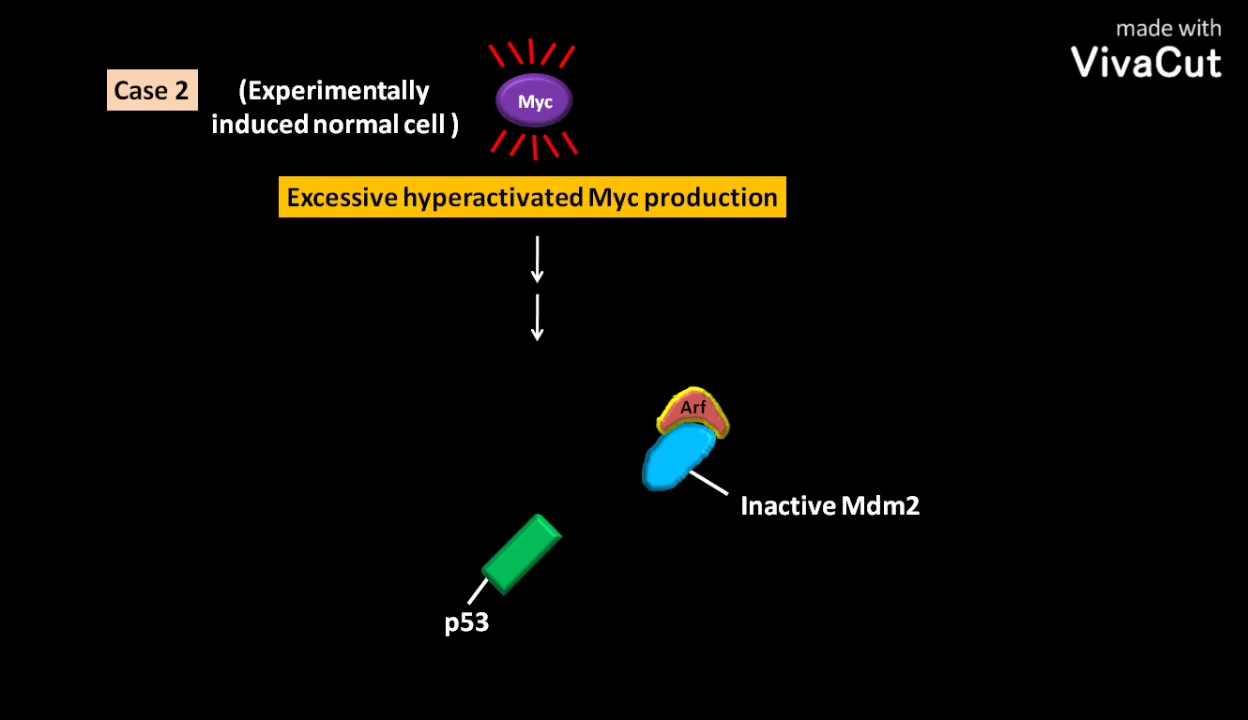 made with
VivaCut
Case 2
(Experimentally
induced normal cell )
Myc
Excessive hyperactivated Myc production
Arf
Inactive Mdm2
p53